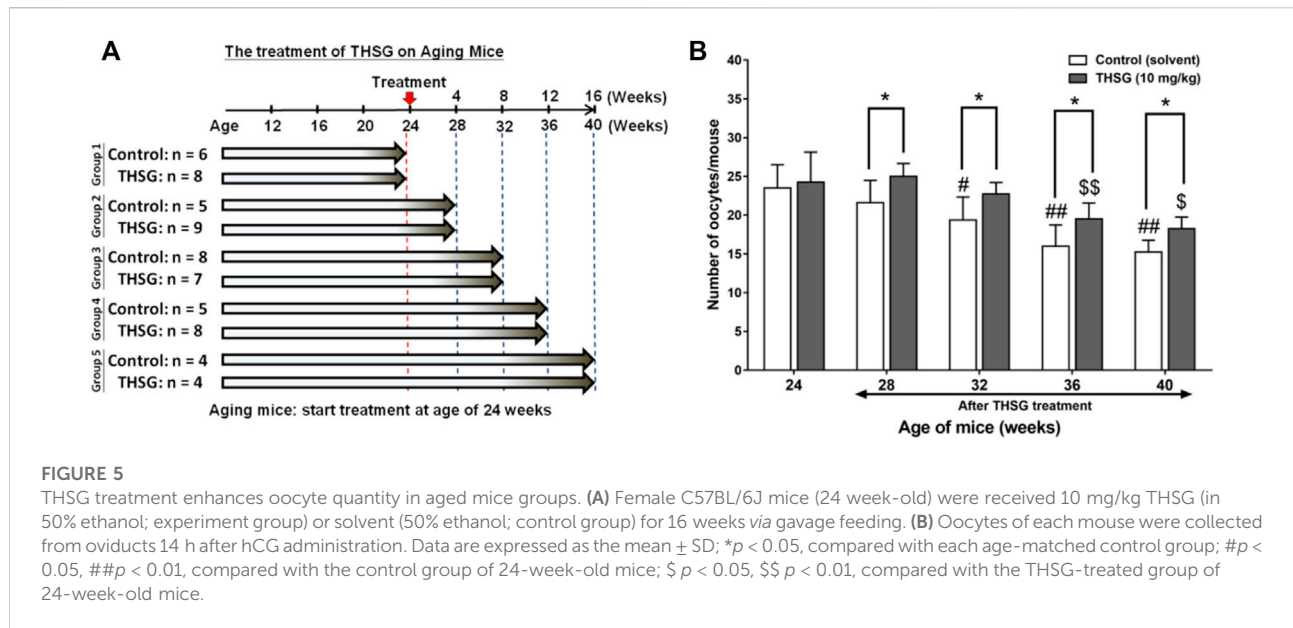 A
The treatment of THSG on Aging Mice
Treatment
4 8 12 16 (Weeks)
Age 12 16 20 24 28 32 36 40 (Weeks)
Group 1
Control: n = 6
THSG: n = 8
Group 2
Control: n = 5
THSG: n = 9
Group 3
Control: n = 8
THSG: n = 7
Group 4
Control: n = 5
THSG: n = 8
Group 5
Control: n = 4
THSG: n = 4
Aging mice: start treatment at age of 24 weeks
B
Control (solvent)
THSG (10 mg/kg)
Number of oocytes/mouse
40
35
30
25
20
15
10
5
0
* * * *
# ## $$ ## $
24 28 32 36 40
After THSG treatment
Age of mice (weeks)
FIGURE 5
THSG treatment enhances oocyte quantity in aged mice groups. (A) Female C57BL/6J mice (24 week-old) were received 10 mg/kg THSG (in
50% ethanol; experiment group) or solvent (50% ethanol; control group) for 16 weeks via gavage feeding. (B) Oocytes of each mouse were collected
from oviducts 14 h after hCG administration. Data are expressed as the mean ± SD; *p < 0.05, compared with each age-matched control group; #p <
0.05, ##p < 0.01, compared with the control group of 24-week-old mice; $ p < 0.05, $$ p < 0.01, compared with the THSG-treated group of
24-week-old mice.